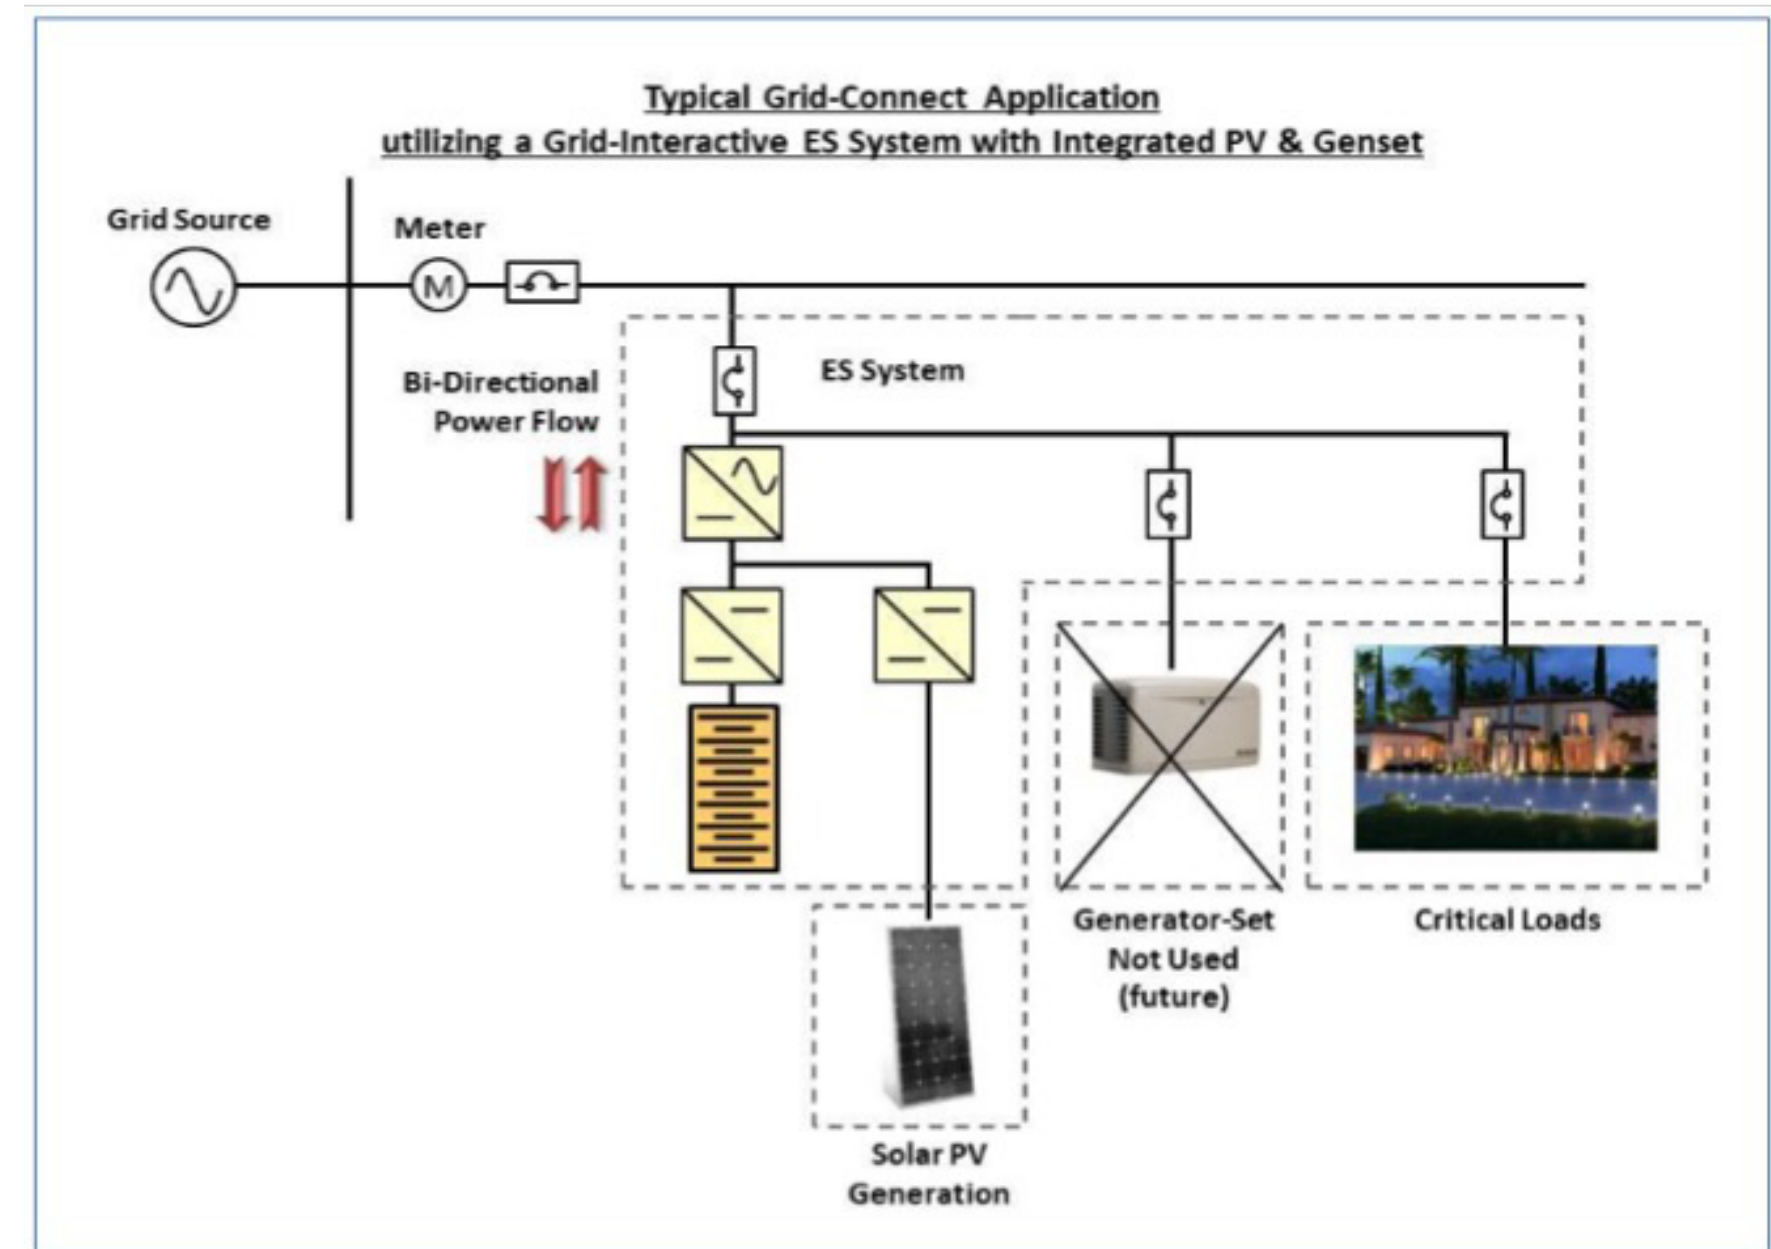 Typical Grid-Connect Application
utilizing a Grid-Interactive ES System with Integrated PV & Genset
Grid Source
Meter
M
Bi-Directional
Power Flow
ES System
Generator-Set
Not Used
(future)
Critical Loads
Solar PV
Generation